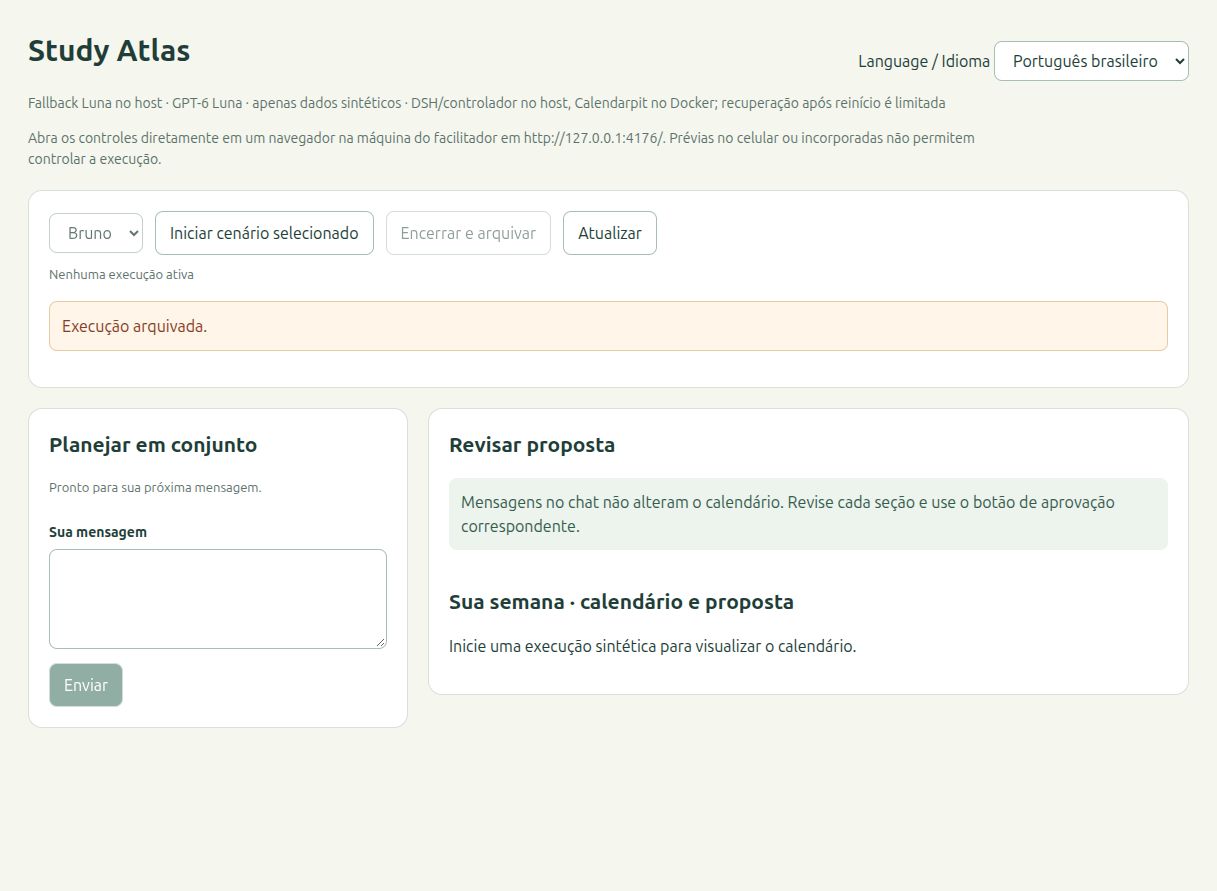 Study Atlas
Language / Idioma
Português brasileiro
Fallback Luna no host · GPT-6 Luna · apenas dados sintéticos · DSH/controlador no host, Calendarpit no Docker; recuperação após reinício é limitada
Abra os controles diretamente em um navegador na máquina do facilitador em http://127.0.0.1:4176/. Prévias no celular ou incorporadas não permitem
controlar a execução.
Bruno
Iniciar cenário selecionado
Encerrar e arquivar
Atualizar
Nenhuma execução ativa
Execução arquivada.
Planejar em conjunto
Pronto para sua próxima mensagem.
Sua mensagem
Enviar
Revisar proposta
Mensagens no chat não alteram o calendário. Revise cada seção e use o botão de aprovação
correspondente.
Sua semana · calendário e proposta
Inicie uma execução sintética para visualizar o calendário.